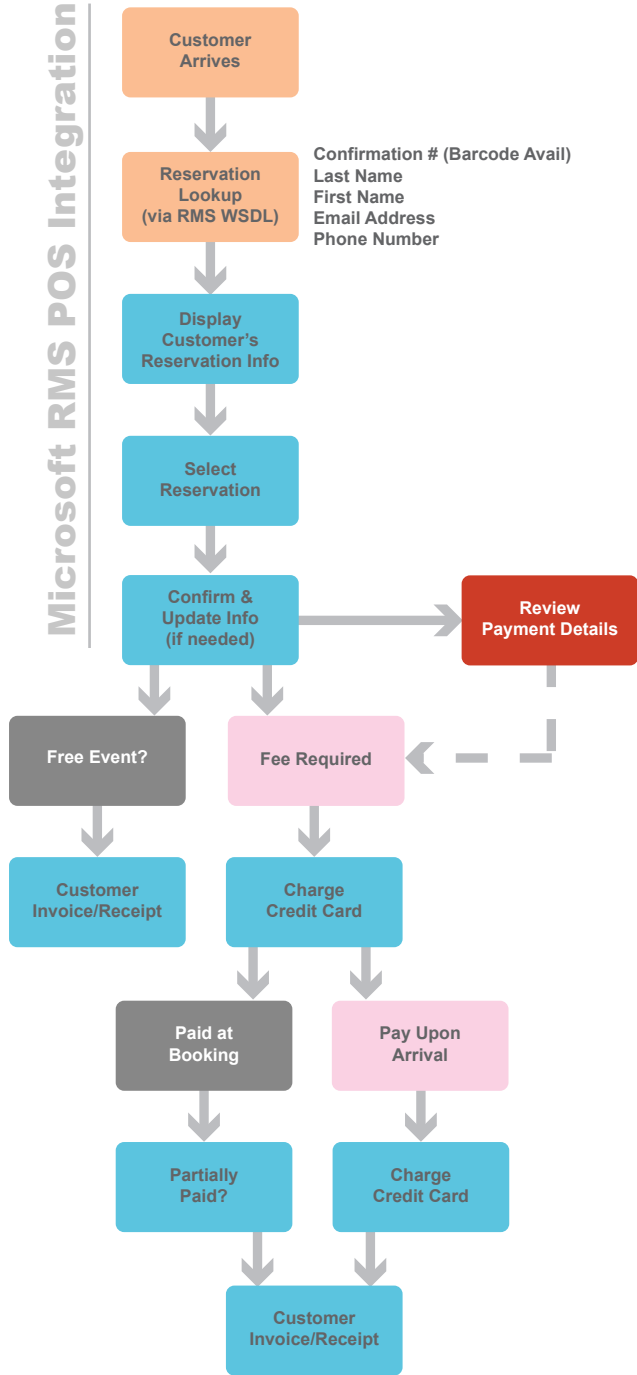 Microsoft RMS POS Integration
Customer
Arrives
Reservation
Lookup
(via RMS WSDL)
Confirmation # (Barcode Avail)
Last Name
First Name
Email Address
Phone Number
Display
Customer’s
Reservation Info
Select
Reservation
Confirm &
Update Info
(if needed)
Review
Payment Details
Free Event?
Fee Required
Customer
Invoice/Receipt
Charge
Credit Card
Paid at
Booking
Pay Upon
Arrival
Partially
Paid?
Charge
Credit Card
Customer
Invoice/Receipt